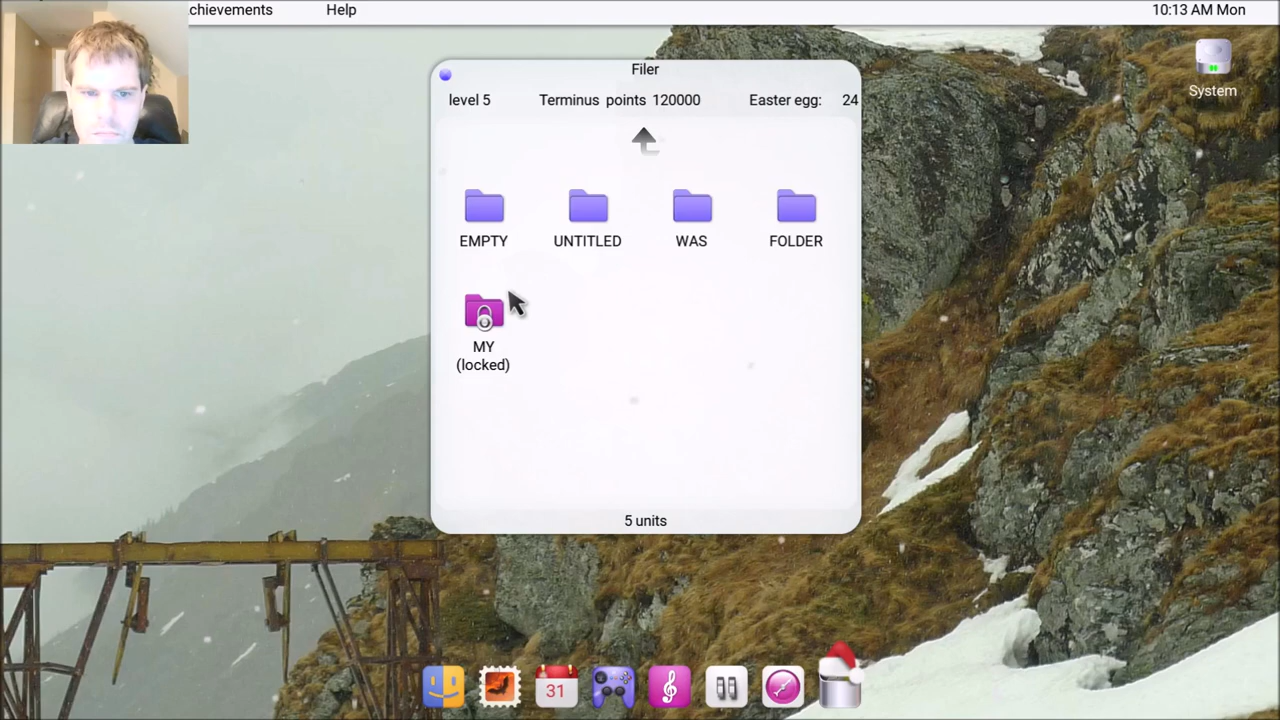 chievements Help 10:13 AM Mon
System
Filer
level 5 Terminus points 120000 Easter egg: 24
EMPTY UNTITLED WAS FOLDER
MY
(locked)
5 units
31